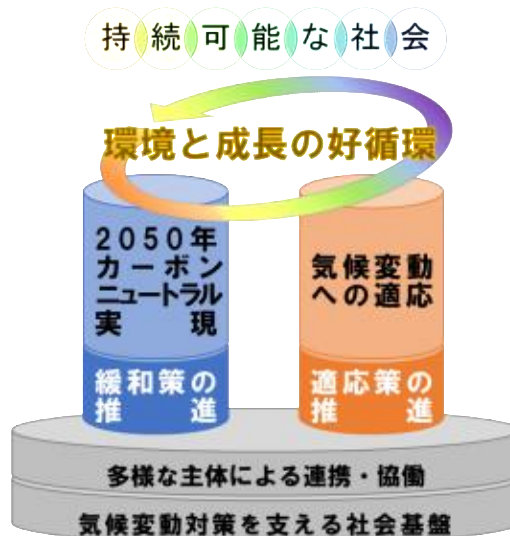 持続可能な社会
環境と成長の好循環
2050年
カーボン
ニュートラル
実現
緩和策の
推進
気候変動
への適応
適応策の
推進
多様な主体による連携・協働
気候変動対策を支える社会基盤